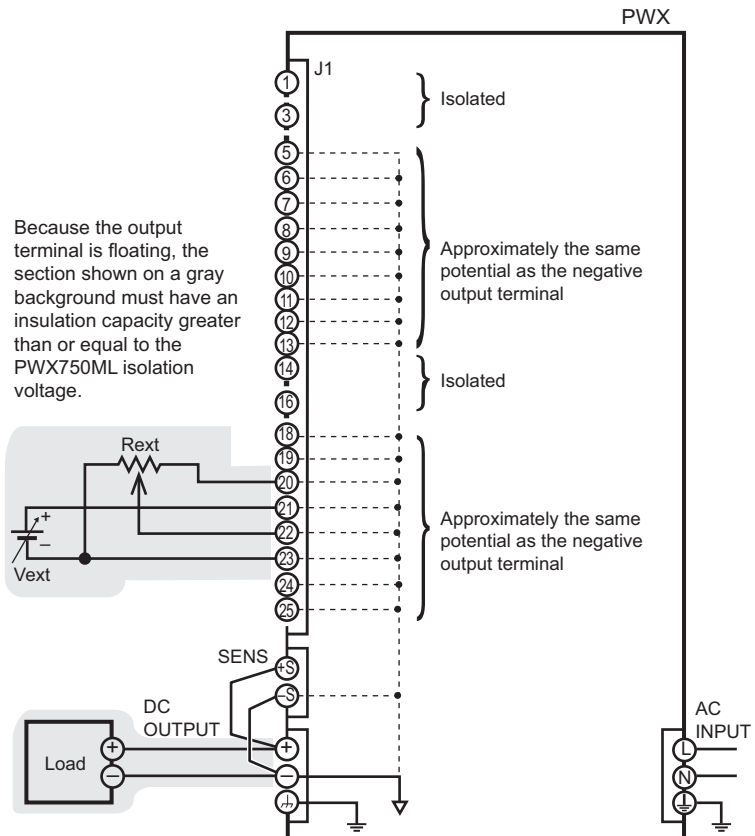 PWX
J1
1
3
Isolated
5
6
7
8
9
10
11
12
13
Approximately the same
potential as the negative
output terminal
Because the output
terminal is floating, the
section shown on a gray
background must have an
insulation capacity greater
than or equal to the
PWX750ML isolation
voltage.
14
16
Isolated
18
19
20
21
22
23
24
25
Approximately the same
potential as the negative
output terminal
Rext
+
–
Vext
SENS
+S
–S
DC
OUTPUT
Load
+
–
+
–
AC
INPUT
L
N